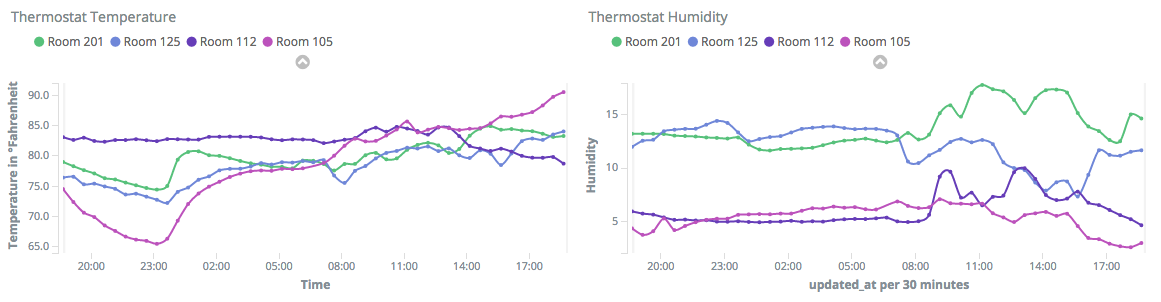 Thermostat Temperature
Room 201 Room 125 Room 112 Room 105
Temperature in °Fahrenheit
90.0
85.0
80.0
75.0
70.0
65.0
20:00 23:00 02:00 05:00 08:00 11:00 14:00 17:00
Time
Thermostat Humidity
Room 201 Room 125 Room 112 Room 105
Humidity
15
10
5
20:00 23:00 02:00 05:00 08:00 11:00 14:00 17:00
updated_at per 30 minutes